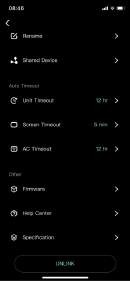 08:46
Rename
Shared Device
Auto Timeout
Unit Timeout 12 hr
Screen Timeout 5 min
AC Timeout 12 hr
Other
Firmware
Help Center
Specification
UNLINK